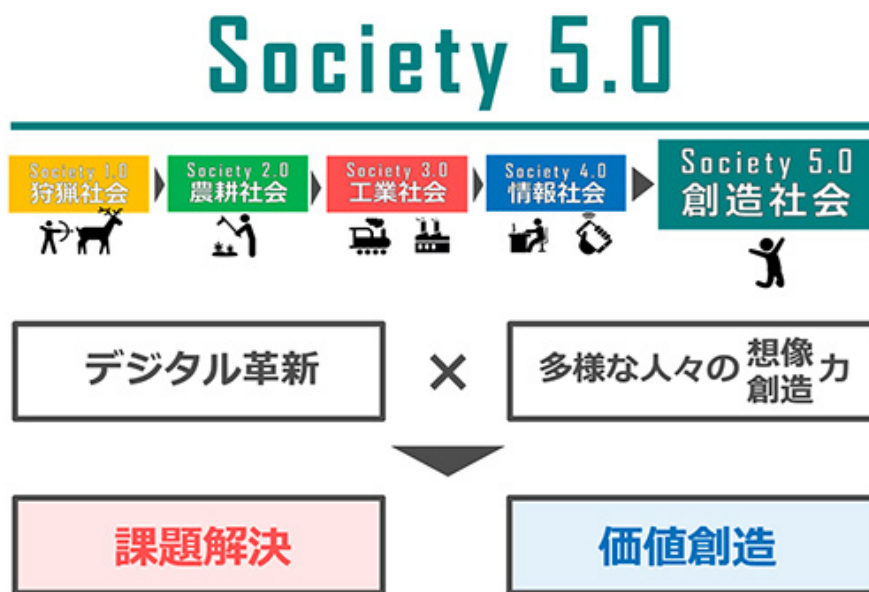 Society 5.0
Society 1.0
狩猟社会
Society 2.0
農耕社会
Society 3.0
工業社会
Society 4.0
情報社会
Society 5.0
創造社会
デジタル革新
×
多様な人々の想像創造力
課題解決
価値創造